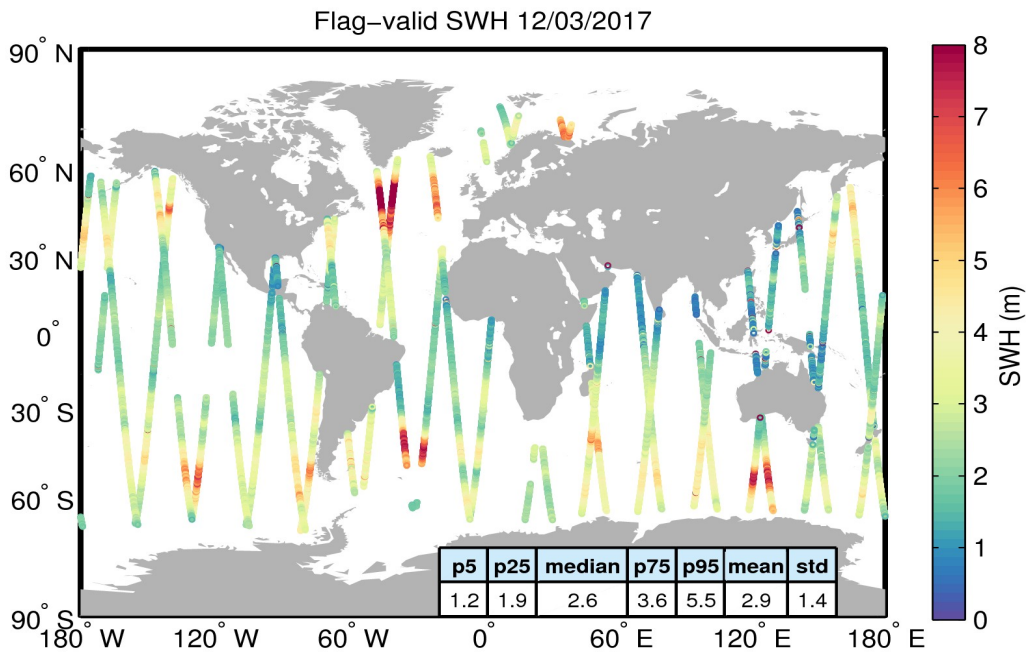 Flag−valid SWH 12/03/2017
90° N
60° N
30° N
0°
30° S
60° S
90° S
180° W
120° W
60° W
0°
60° E
120° E
180° E
p5 p25 median p75 p95 mean std
1.2 1.9 2.6 3.6 5.5 2.9 1.4
8
7
6
5
4
3
2
1
0
SWH (m)